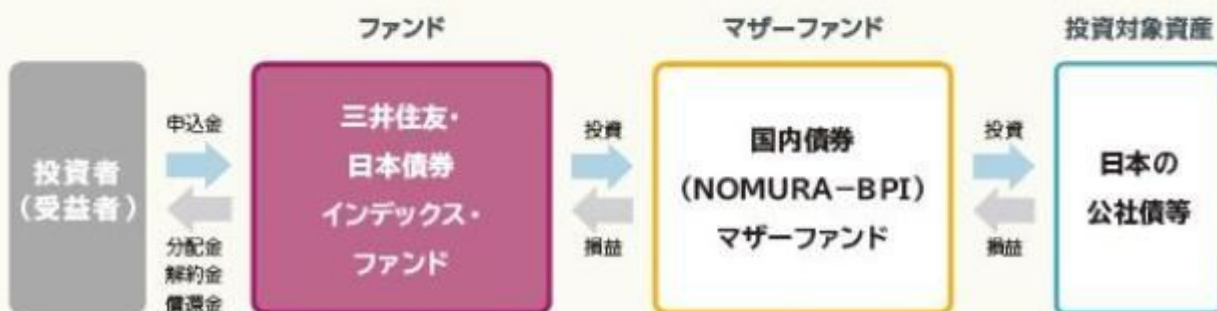 ファンド
マザーファンド
投資対象資産
投資者
（受益者）
申込金
分配金
解約金
償還金
三井住友・
日本債券
インデックス・
ファンド
投資
損益
国内債券
（NOMURA−BPI）
マザーファンド
投資
損益
日本の
公社債等